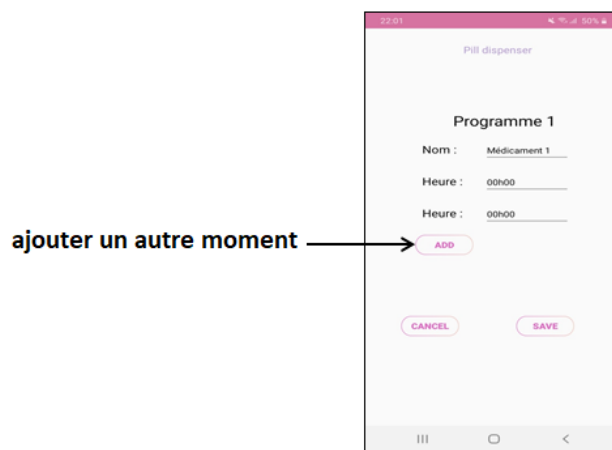 22:01 50%
Pill dispenser
Programme 1
Nom : Médicament 1
Heure : 00h00
Heure : 00h00
ajouter un autre moment
ADD
CANCEL SAVE